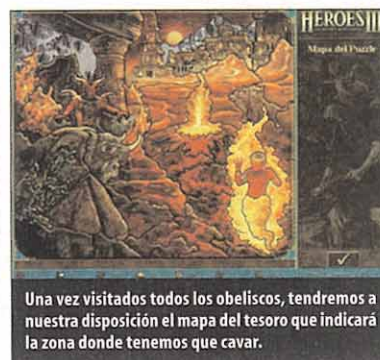 HEROES III
Mapa del Puzzle
Una vez visitados todos los obeliscos, tendremos a
nuestra disposición el mapa del tesoro que indicará
la zona donde tenemos que cavar.